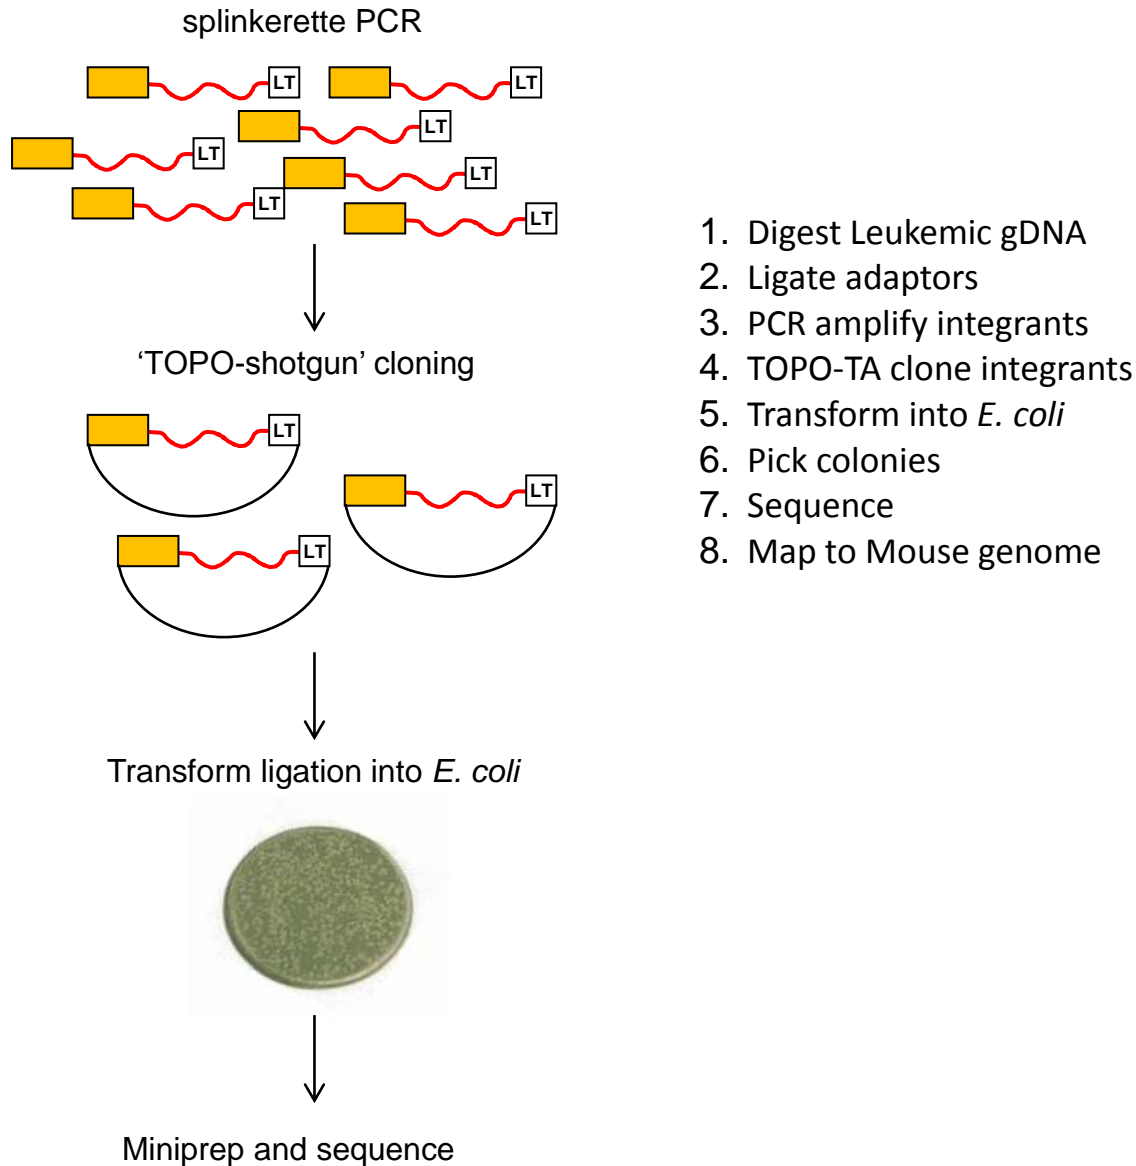 splinkerette PCR
LT
LT
LT
LT
LT
LT
LT
'TOPO-shotgun' cloning
LT
LT
LT
Transform ligation into E. coli
Miniprep and sequence
1. Digest Leukemic gDNA
2. Ligate adaptors
3. PCR amplify integrants
4. TOPO-TA clone integrants
5. Transform into E. coli
6. Pick colonies
7. Sequence
8. Map to Mouse genome